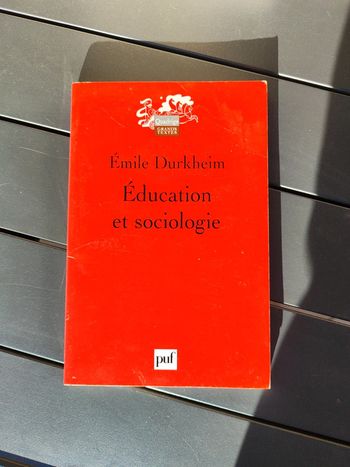 Quadrige
GRANDS
TEXTES
Émile Durkheim
Éducation
et sociologie
puf